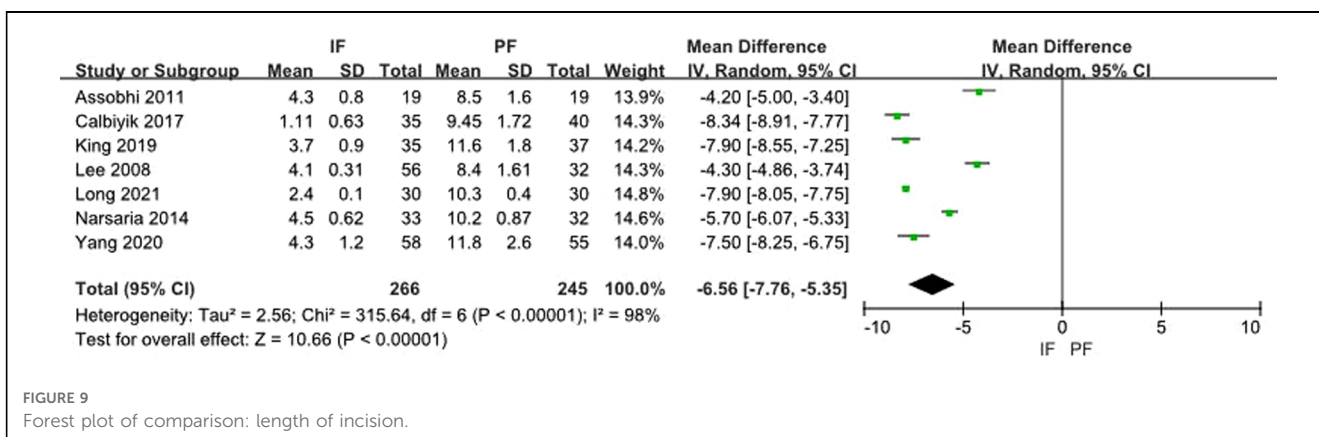 IF PF Mean Difference Mean Difference
Study or Subgroup Mean SD Total Mean SD Total Weight IV, Random, 95% CI IV, Random, 95% CI
Assobhi 2011 4.3 0.8 19 8.5 1.6 19 13.9% -4.20 [-5.00, -3.40]
Calbiyik 2017 1.11 0.63 35 9.45 1.72 40 14.3% -8.34 [-8.91, -7.77]
King 2019 3.7 0.9 35 11.6 1.8 37 14.2% -7.90 [-8.55, -7.25]
Lee 2008 4.1 0.31 56 8.4 1.61 32 14.3% -4.30 [-4.86, -3.74]
Long 2021 2.4 0.1 30 10.3 0.4 30 14.8% -7.90 [-8.05, -7.75]
Narsaria 2014 4.5 0.62 33 10.2 0.87 32 14.6% -5.70 [-6.07, -5.33]
Yang 2020 4.3 1.2 58 11.8 2.6 55 14.0% -7.50 [-8.25, -6.75]
Total (95% CI) 266 245 100.0% -6.56 [-7.76, -5.35]
Heterogeneity: Tau² = 2.56; Chi² = 315.64, df = 6 (P < 0.00001); I² = 98%
Test for overall effect: Z = 10.66 (P < 0.00001)
-10 -5 0 5 10
IF PF
FIGURE 9
Forest plot of comparison: length of incision.